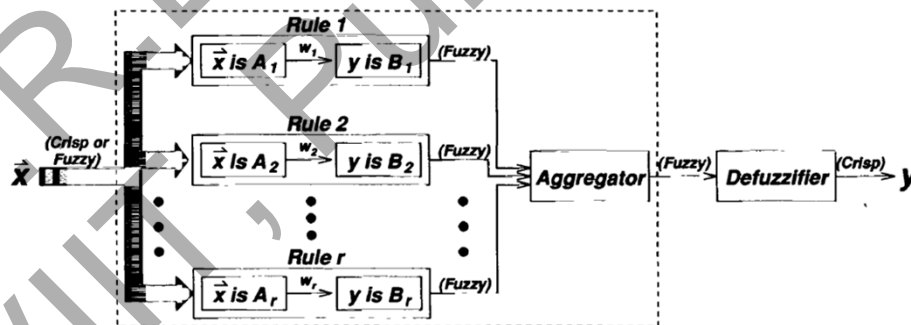 Rule 1
x⃗ is A₁ w₁ y is B₁ (Fuzzy)
Rule 2
x⃗ (Crisp or Fuzzy)
x⃗ is A₂ w₂ y is B₂ (Fuzzy)
Aggregator (Fuzzy) Defuzzifier (Crisp) y
Rule r
x⃗ is Aᵣ wᵣ y is Bᵣ (Fuzzy)